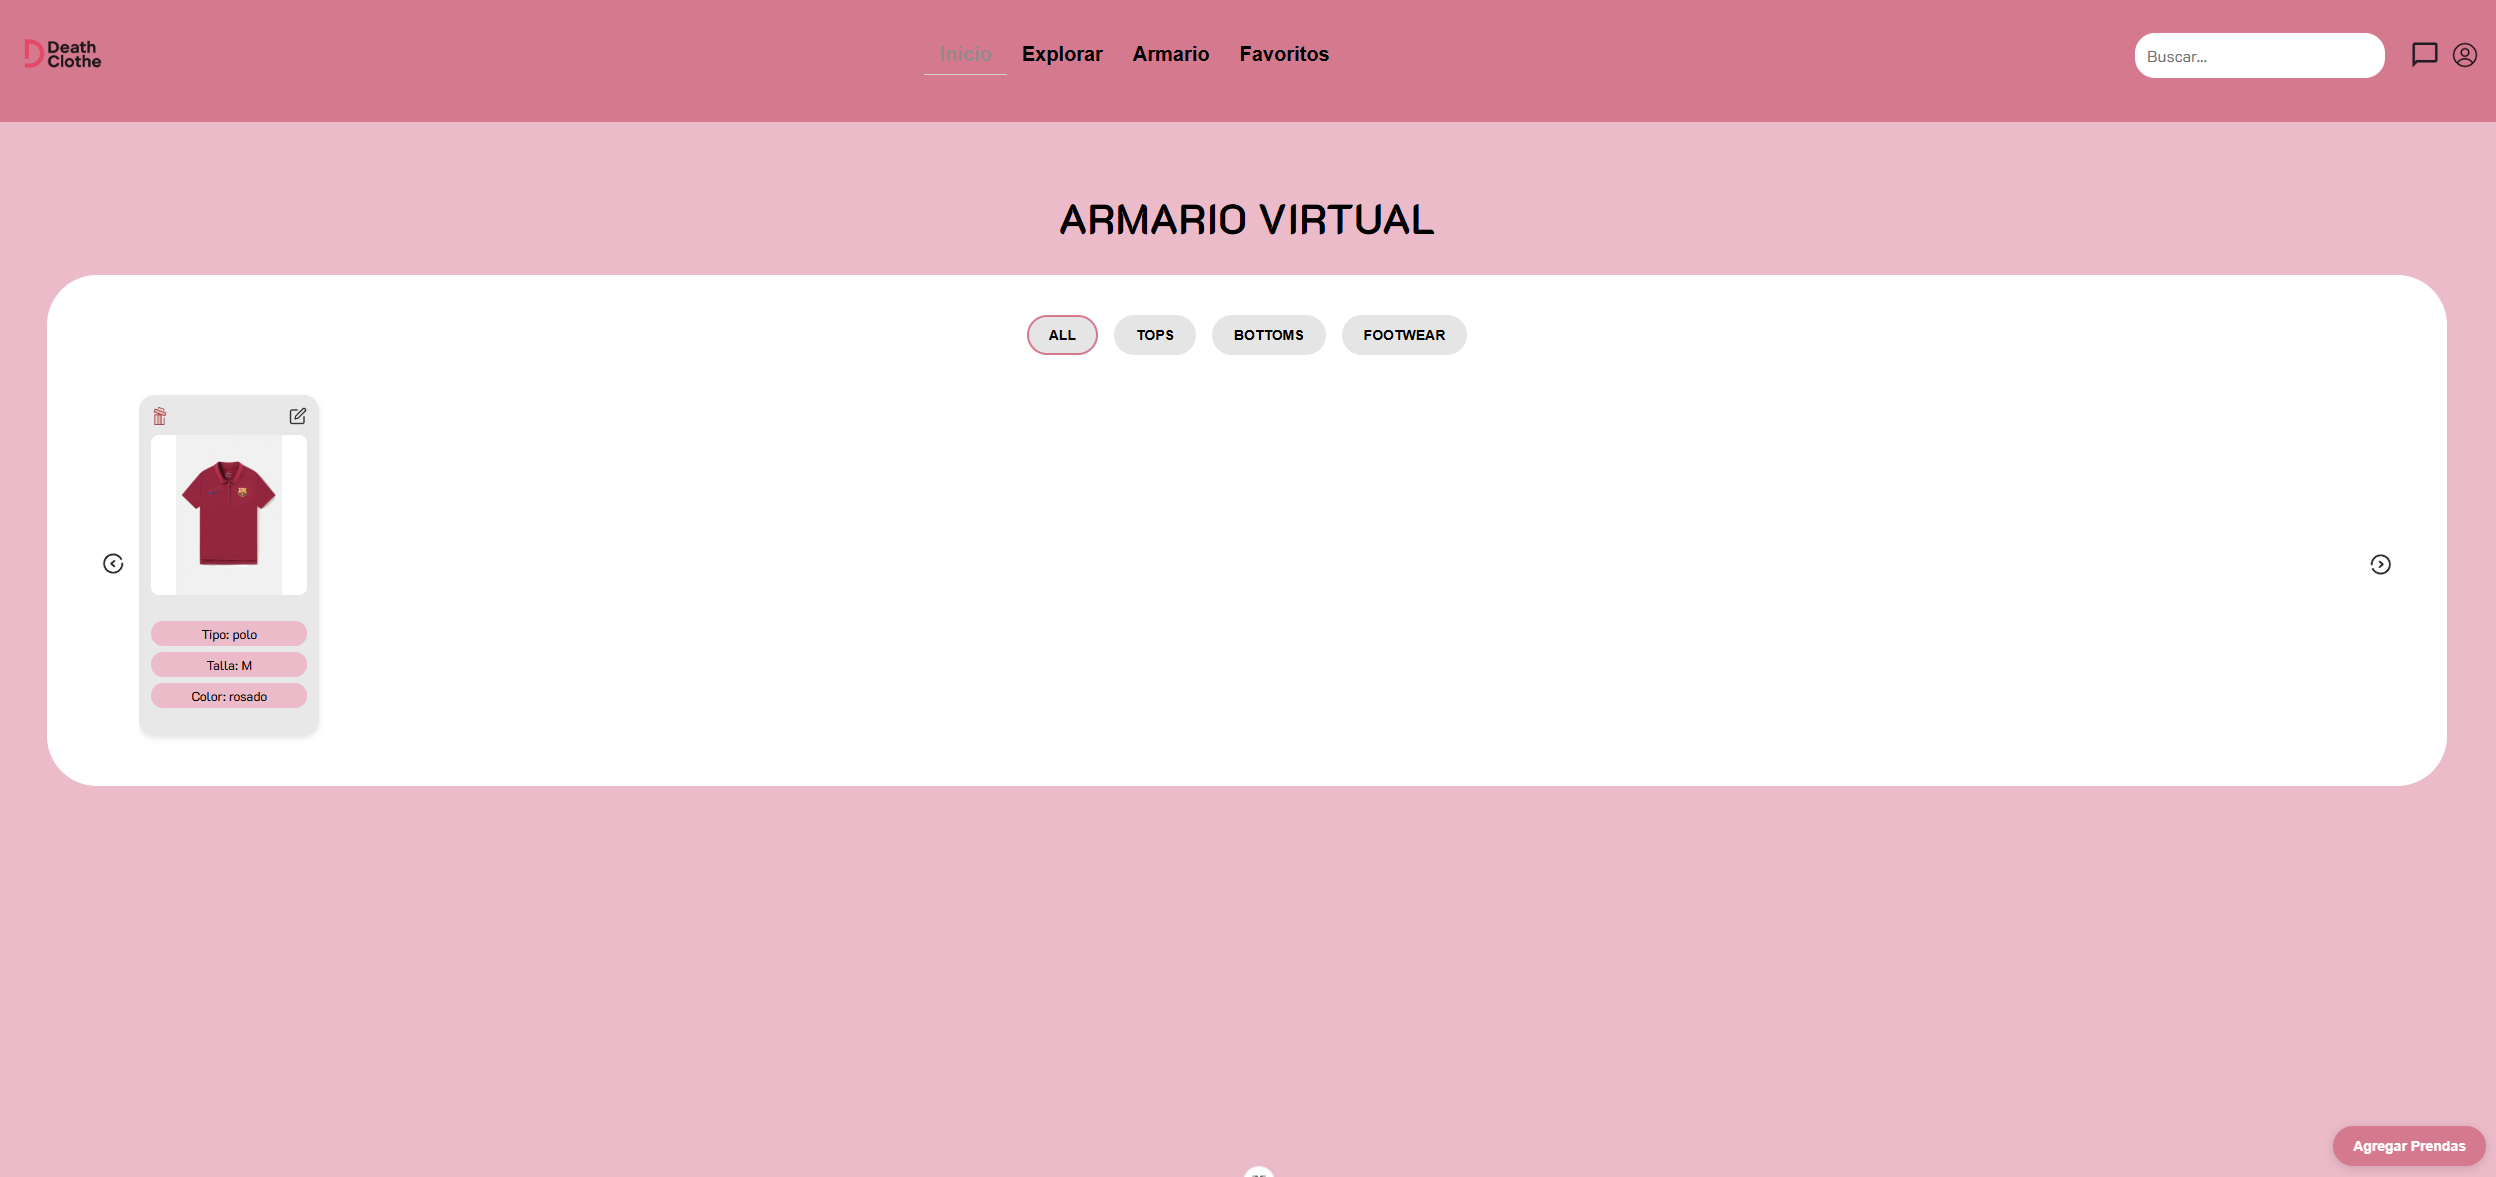 Death
Clothe
Inicio
Explorar
Armario
Favoritos
Buscar...
ARMARIO VIRTUAL
ALL
TOPS
BOTTOMS
FOOTWEAR
Tipo: polo
Talla: M
Color: rosado
Agregar Prendas